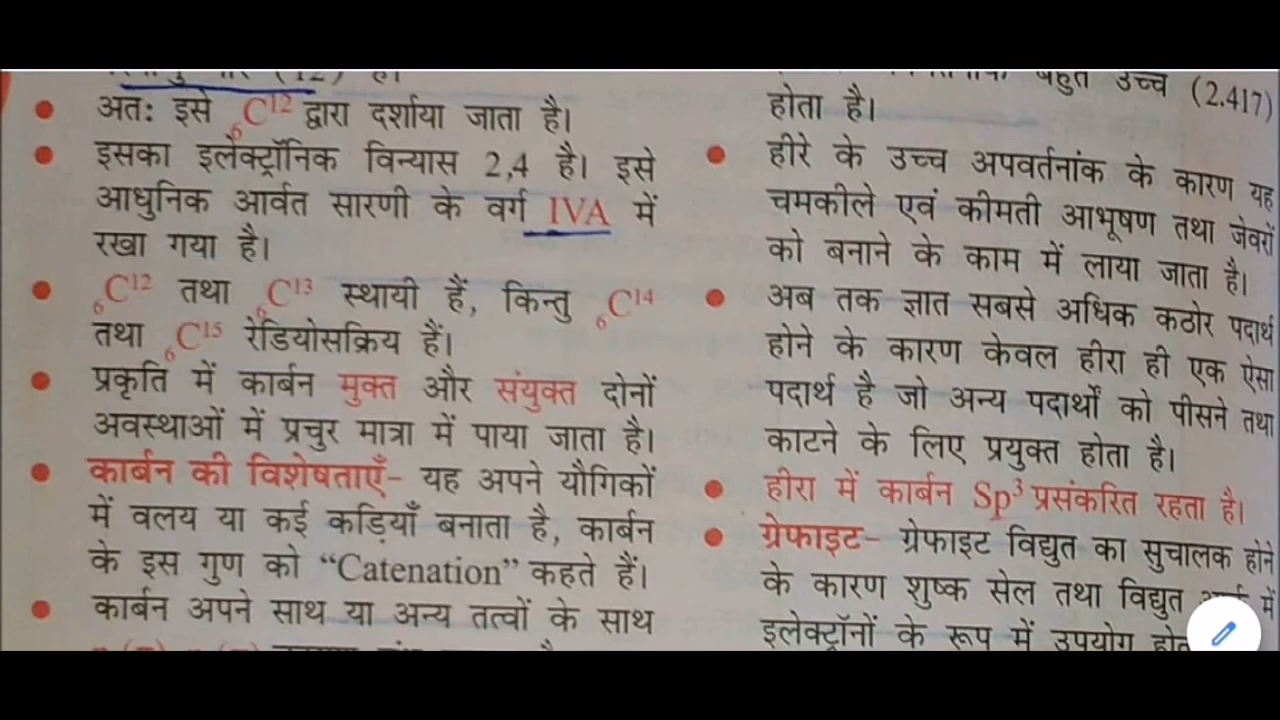 (12) है।
अतः इसे ₆C¹² द्वारा दर्शाया जाता है।
इसका इलेक्ट्रॉनिक विन्यास 2,4 है। इसे
आधुनिक आर्वत सारणी के वर्ग IVA में
रखा गया है।
₆C¹² तथा ₆C¹³ स्थायी हैं, किन्तु ₆C¹⁴
तथा ₆C¹⁵ रेडियोसक्रिय हैं।
प्रकृति में कार्बन मुक्त और संयुक्त दोनों
अवस्थाओं में प्रचुर मात्रा में पाया जाता है।
कार्बन की विशेषताएँ- यह अपने यौगिकों
में वलय या कई कड़ियाँ बनाता है, कार्बन
के इस गुण को “Catenation” कहते हैं।
कार्बन अपने साथ या अन्य तत्वों के साथ
बहुत उच्च (2.417)
होता है।
हीरे के उच्च अपवर्तनांक के कारण यह
चमकीले एवं कीमती आभूषण तथा जेवरों
को बनाने के काम में लाया जाता है।
अब तक ज्ञात सबसे अधिक कठोर पदार्थ
होने के कारण केवल हीरा ही एक ऐसा
पदार्थ है जो अन्य पदार्थों को पीसने तथा
काटने के लिए प्रयुक्त होता है।
हीरा में कार्बन Sp³ प्रसंकरित रहता है।
ग्रेफाइट- ग्रेफाइट विद्युत का सुचालक होने
के कारण शुष्क सेल तथा विद्युत में
इलेक्ट्रॉनों के रूप में उपयोग